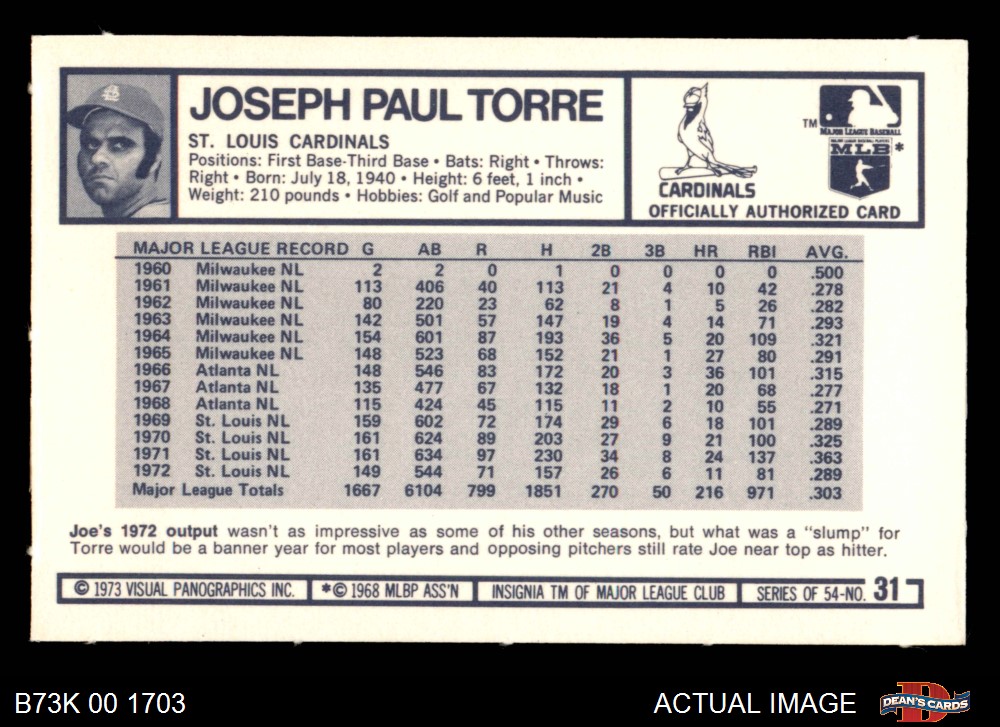 JOSEPH PAUL TORRE
ST. LOUIS CARDINALS
Positions: First Base-Third Base • Bats: Right • Throws:
Right • Born: July 18, 1940 • Height: 6 feet, 1 inch •
Weight: 210 pounds • Hobbies: Golf and Popular Music
CARDINALS
TM
MAJOR LEAGUE BASEBALL
MLB *
OFFICIALLY AUTHORIZED CARD
MAJOR LEAGUE RECORD G AB R H 2B 3B HR RBI AVG.
1960 Milwaukee NL 2 2 0 1 0 0 0 0 .500
1961 Milwaukee NL 113 406 40 113 21 4 10 42 .278
1962 Milwaukee NL 80 220 23 62 8 1 5 26 .282
1963 Milwaukee NL 142 501 57 147 19 4 14 71 .293
1964 Milwaukee NL 154 601 87 193 36 5 20 109 .321
1965 Milwaukee NL 148 523 68 152 21 1 27 80 .291
1966 Atlanta NL 148 546 83 172 20 3 36 101 .315
1967 Atlanta NL 135 477 67 132 18 1 20 68 .277
1968 Atlanta NL 115 424 45 115 11 2 10 55 .271
1969 St. Louis NL 159 602 72 174 29 6 18 101 .289
1970 St. Louis NL 161 624 89 203 27 9 21 100 .325
1971 St. Louis NL 161 634 97 230 34 8 24 137 .363
1972 St. Louis NL 149 544 71 157 26 6 11 81 .289
Major League Totals 1667 6104 799 1851 270 50 216 971 .303
Joe's 1972 output wasn't as impressive as some of his other seasons, but what was a "slump" for
Torre would be a banner year for most players and opposing pitchers still rate Joe near top as hitter.
© 1973 VISUAL PANOGRAPHICS INC. *© 1968 MLBP ASS'N INSIGNIA TM OF MAJOR LEAGUE CLUB SERIES OF 54-NO. 31
B73K 00 1703 ACTUAL IMAGE DEAN'S CARDS